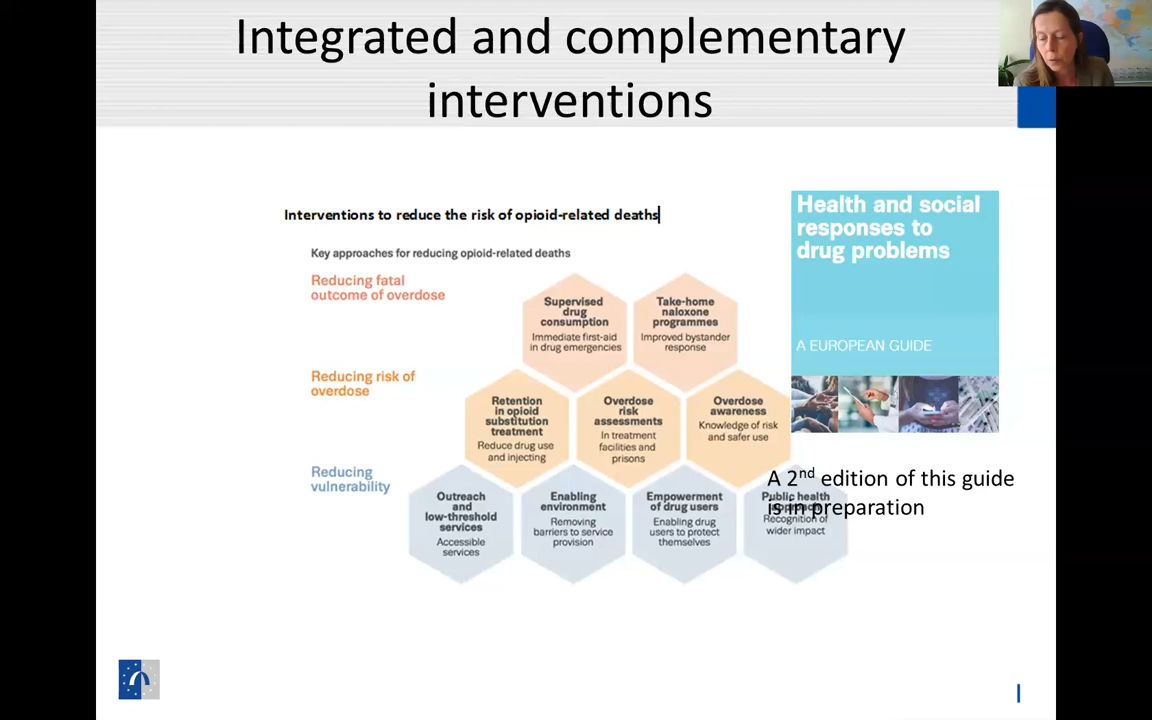 Integrated and complementary
interventions
Interventions to reduce the risk of opioid-related deaths
Key approaches for reducing opioid-related deaths
Reducing fatal
outcome of overdose
Supervised
drug
consumption
Immediate first-aid
in drug emergencies
Take-home
naloxone
programmes
Improved bystander
response
Reducing risk of
overdose
Retention
in opioid
substitution
treatment
Reduce drug use
and injecting
Overdose
risk
assessments
In treatment
facilities and
prisons
Overdose
awareness
Knowledge of risk
and safer use
Reducing
vulnerability
Outreach
and
low-threshold
services
Accessible
services
Enabling
environment
Removing
barriers to service
provision
Empowerment
of drug users
Enabling drug
users to protect
themselves
Public health
approach
Recognition of
wider impact
Health and social
responses to
drug problems
A EUROPEAN GUIDE
A 2nd edition of this guide
is in preparation